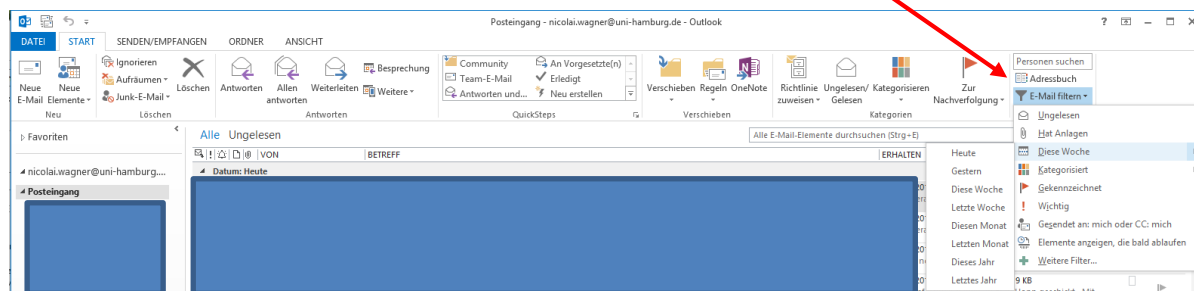 Posteingang - nicolai.wagner@uni-hamburg.de - Outlook
DATEI START SENDEN/EMPFANGEN ORDNER ANSICHT
Neue E-Mail
Neue Elemente
Ignorieren
Aufräumen
Junk-E-Mail
Löschen
Antworten
Allen antworten
Weiterleiten
Besprechung
Weitere
Community
Team-E-Mail
Antworten und...
An Vorgesetzte(n)
Erledigt
Neu erstellen
Verschieben
Regeln
OneNote
Richtlinie zuweisen
Ungelesen/ Gelesen
Kategorisieren
Zur Nachverfolgung
Personen suchen
Adressbuch
E-Mail filtern
Neu Löschen Antworten QuickSteps Verschieben Kategorien
Favoriten
nicolai.wagner@uni-hamburg....
Posteingang
Alle Ungelesen
Alle E-Mail-Elemente durchsuchen (Strg+E)
VON BETREFF ERHALTEN
Datum: Heute
Heute
Gestern
Diese Woche
Letzte Woche
Diesen Monat
Letzten Monat
Dieses Jahr
Letztes Jahr
Ungelesen
Hat Anlagen
Diese Woche
Kategorisiert
Gekennzeichnet
Wichtig
Gesendet an: mich oder CC: mich
Elemente anzeigen, die bald ablaufen
Weitere Filter...
9 KB